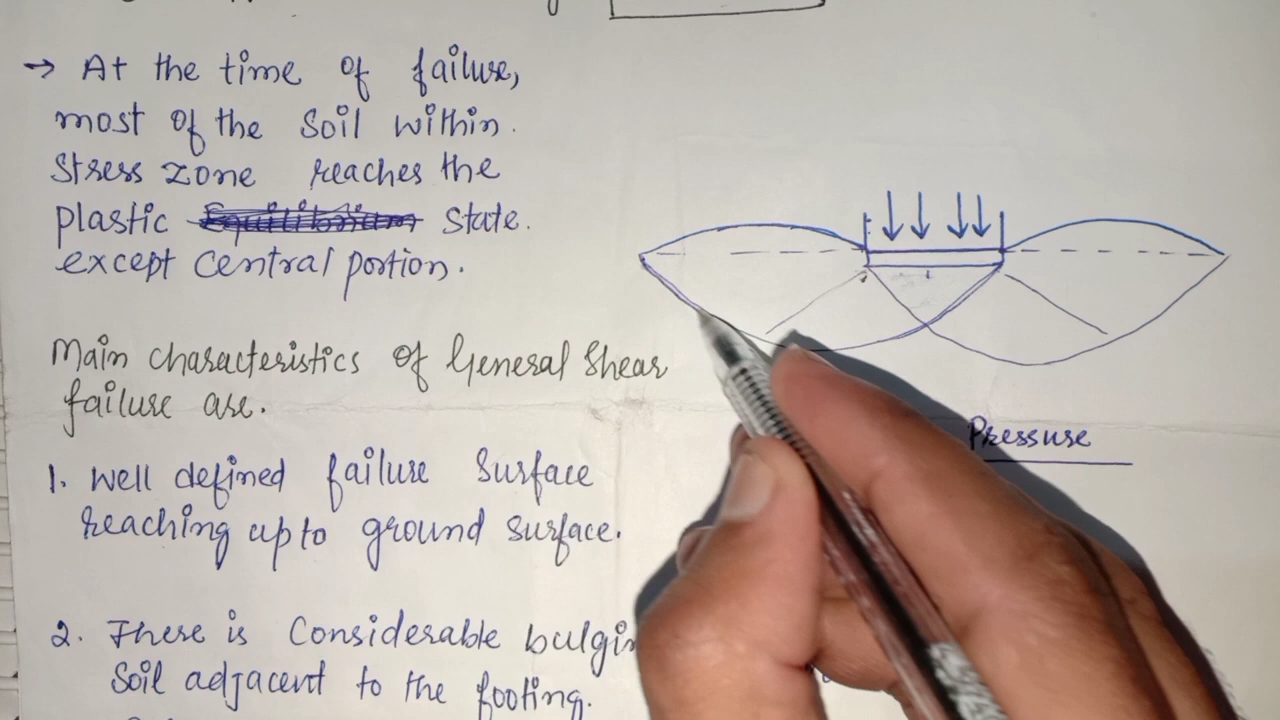 → At the time of failure,
most of the soil within.
Stress zone reaches the
plastic Equilibrium State.
except central portion.
Main characteristics of General Shear
failure are.
1. Well defined failure surface
reaching upto ground surface.
2. There is Considerable bulgin
Soil adjacent to the footing.
Pressure